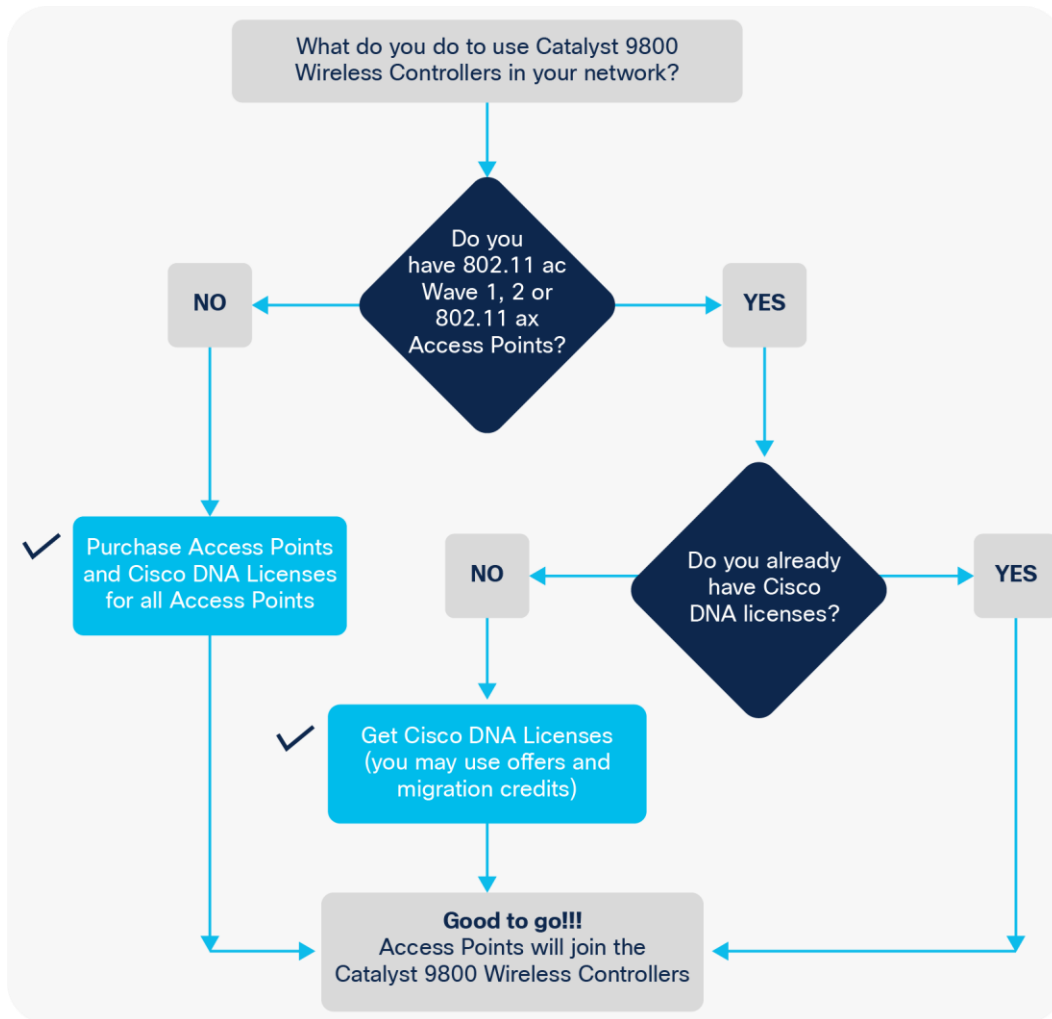 What do you do to use Catalyst 9800
Wireless Controllers in your network?
Do you
have 802.11 ac
Wave 1, 2 or
802.11 ax
Access Points?
NO
YES
Purchase Access Points
and Cisco DNA Licenses
for all Access Points
NO
Do you already
have Cisco
DNA licenses?
YES
Get Cisco DNA Licenses
(you may use offers and
migration credits)
Good to go!!!
Access Points will join the
Catalyst 9800 Wireless Controllers